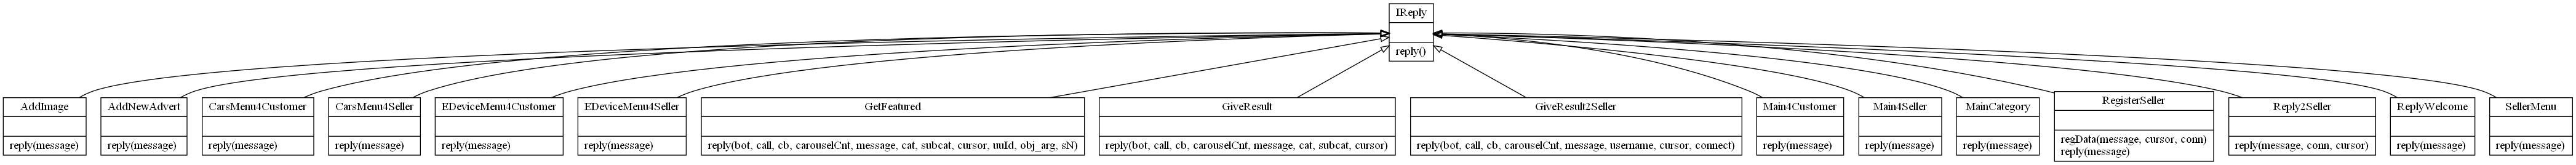 IReply
reply()
AddImage
reply(message)
AddNewAdvert
reply(message)
CarsMenu4Customer
reply(message)
CarsMenu4Seller
reply(message)
EDeviceMenu4Customer
reply(message)
EDeviceMenu4Seller
reply(message)
GetFeatured
reply(bot, call, cb, carouselCnt, message, cat, subcat, cursor, uuId, obj_arg, sN)
GiveResult
reply(bot, call, cb, carouselCnt, message, cat, subcat, cursor)
GiveResult2Seller
reply(bot, call, cb, carouselCnt, message, username, cursor, connect)
Main4Customer
reply(message)
Main4Seller
reply(message)
MainCategory
reply(message)
RegisterSeller
regData(message, cursor, conn)
reply(message)
Reply2Seller
reply(message, conn, cursor)
ReplyWelcome
reply(message)
SellerMenu
reply(message)